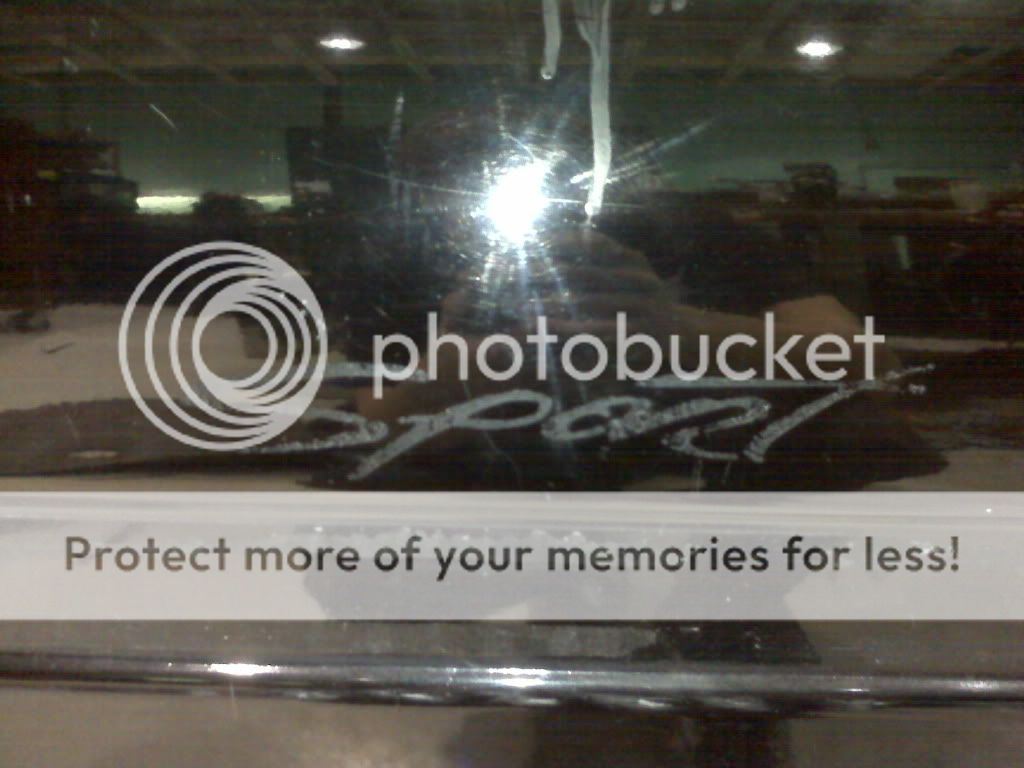 photobucket
Sport
Protect more of your memories for less!